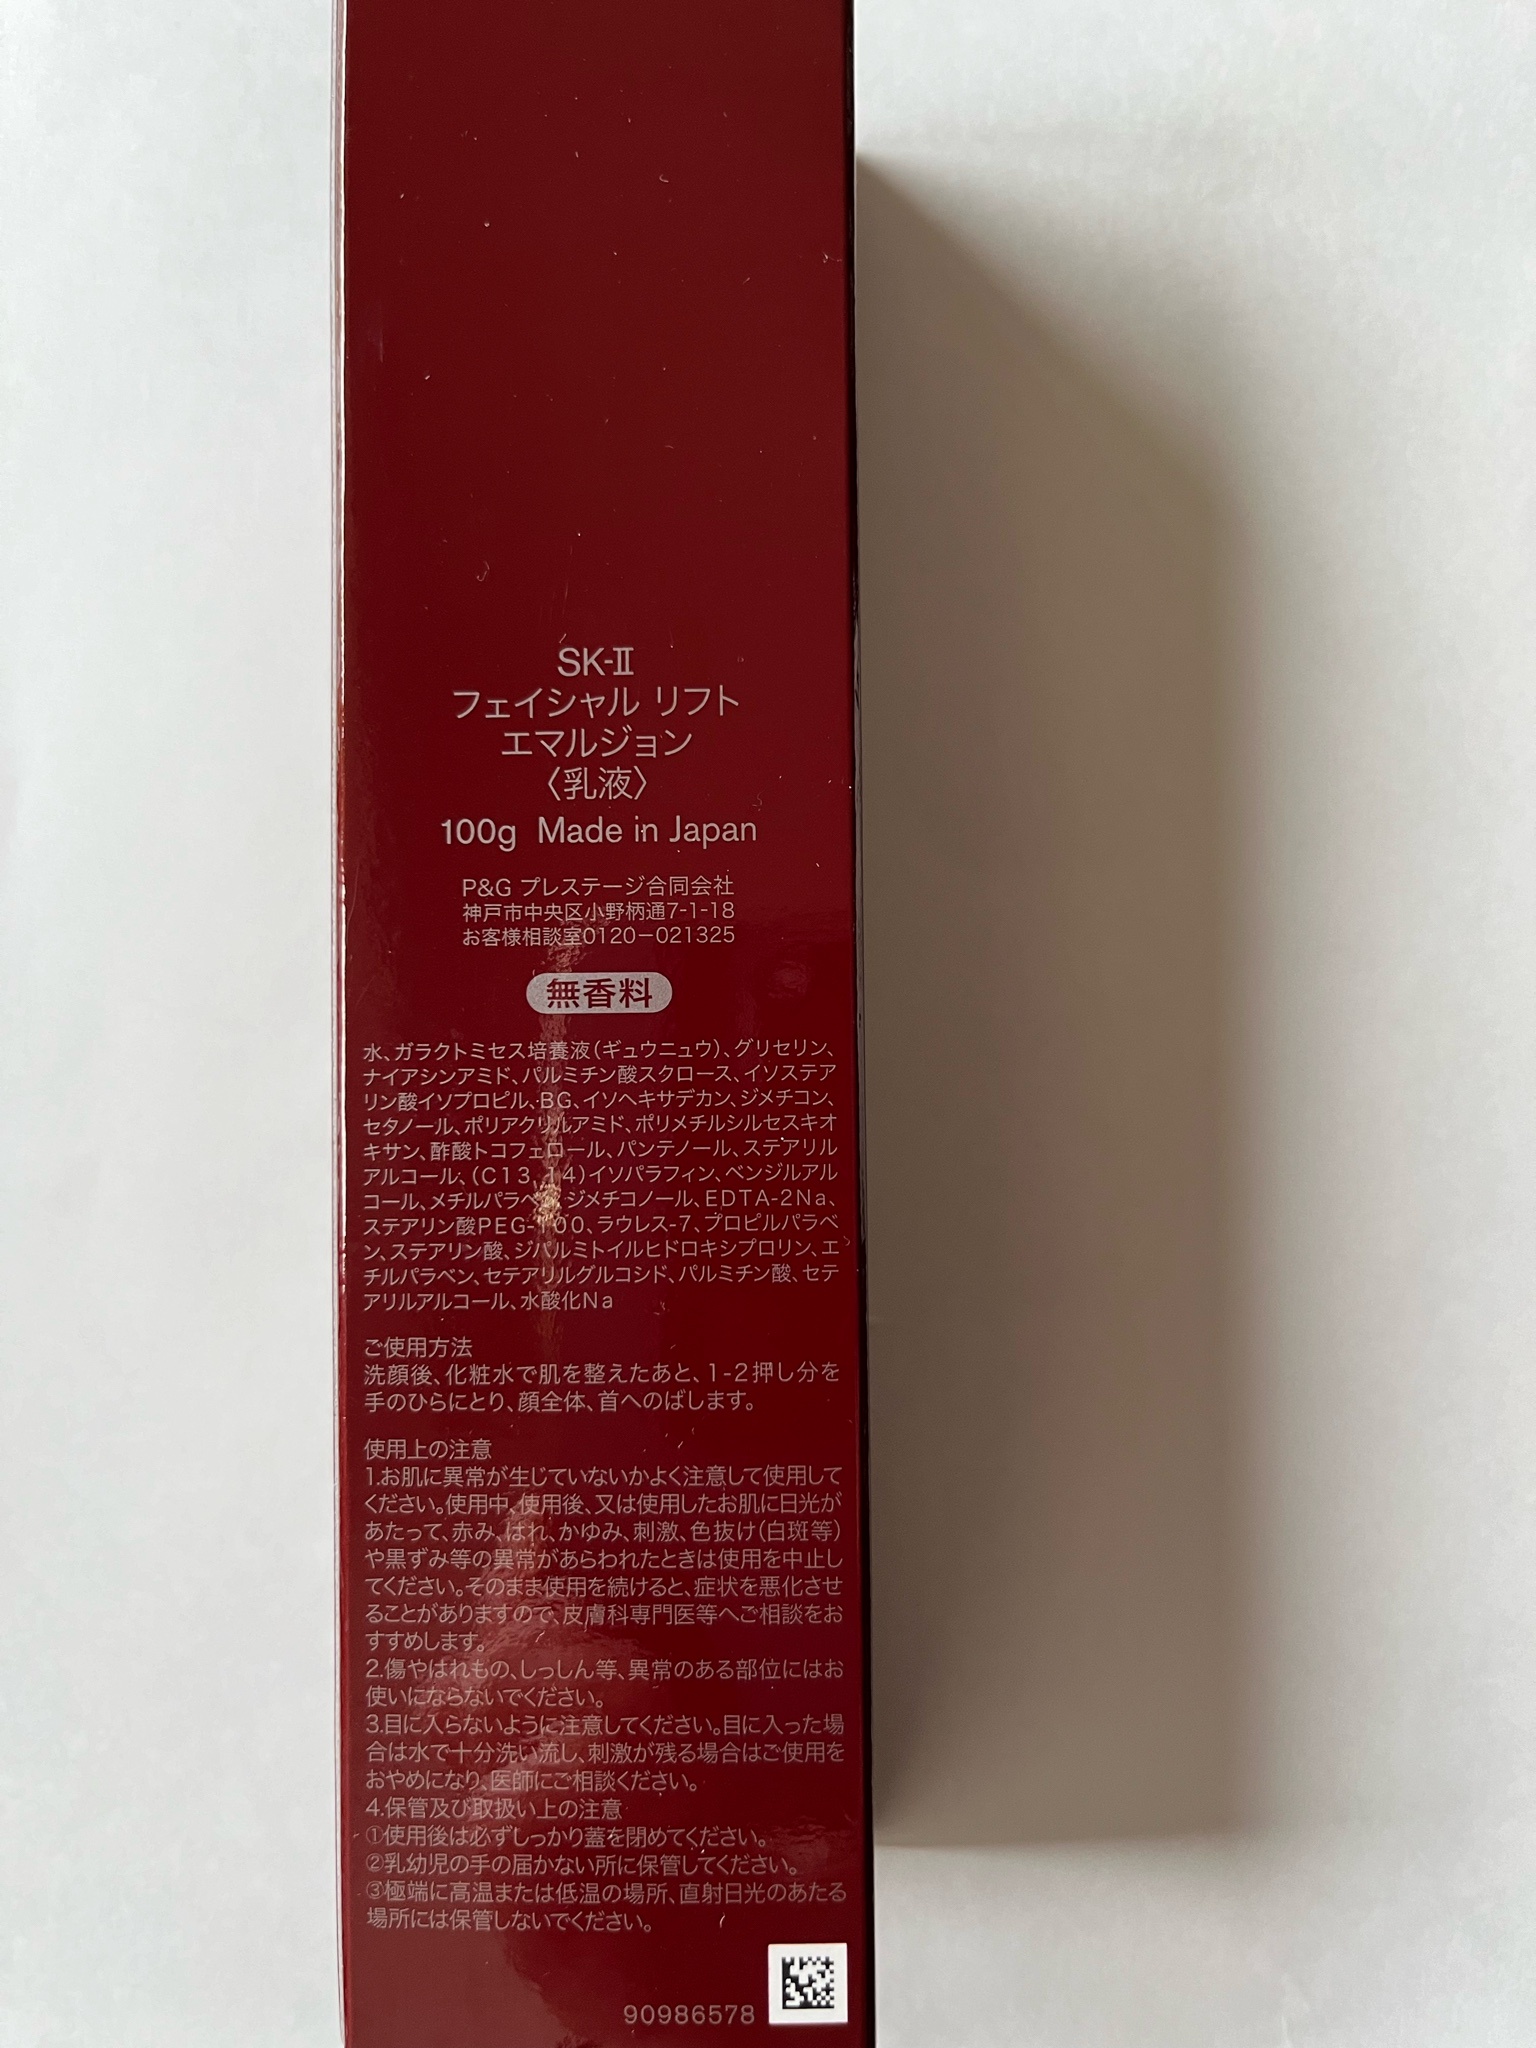 SK-Ⅱ
フェイシャル リフト
エマルジョン
〈乳液〉
100g Made in Japan
P&G プレステージ合同会社
神戸市中央区小野柄通7-1-18
お客様相談室0120−021325
無香料
水、ガラクトミセス培養液(ギュウニュウ)、グリセリン、
ナイアシンアミド、パルミチン酸スクロース、イソステア
リン酸イソプロピル、BG、イソヘキサデカン、ジメチコン、
セタノール、ポリアクリルアミド、ポリメチルシルセスキオ
キサン、酢酸トコフェロール、パンテノール、ステアリル
アルコール、(C13,14)イソパラフィン、ベンジルアル
コール、メチルパラベン、ジメチコノール、EDTA-2Na、
ステアリン酸PEG-100、ラウレス-7、プロピルパラベ
ン、ステアリン酸、ジパルミトイルヒドロキシプロリン、エ
チルパラベン、セテアリルグルコシド、パルミチン酸、セテ
アリルアルコール、水酸化Na
ご使用方法
洗顔後、化粧水で肌を整えたあと、1-2押し分を
手のひらにとり、顔全体、首へのばします。
使用上の注意
1.お肌に異常が生じていないかよく注意して使用して
ください。使用中、使用後、又は使用したお肌に日光が
あたって、赤み、はれ、かゆみ、刺激、色抜け(白斑等)
や黒ずみ等の異常があらわれたときは使用を中止し
てください。そのまま使用を続けると、症状を悪化させ
ることがありますので、皮膚科専門医等へご相談をお
すすめします。
2.傷やはれもの、しっしん等、異常のある部位にはお
使いにならないでください。
3.目に入らないように注意してください。目に入った場
合は水で十分洗い流し、刺激が残る場合はご使用を
おやめになり、医師にご相談ください。
4.保管及び取扱い上の注意
①使用後は必ずしっかり蓋を閉めてください。
②乳幼児の手の届かない所に保管してください。
③極端に高温または低温の場所、直射日光のあたる
場所には保管しないでください。
90986578